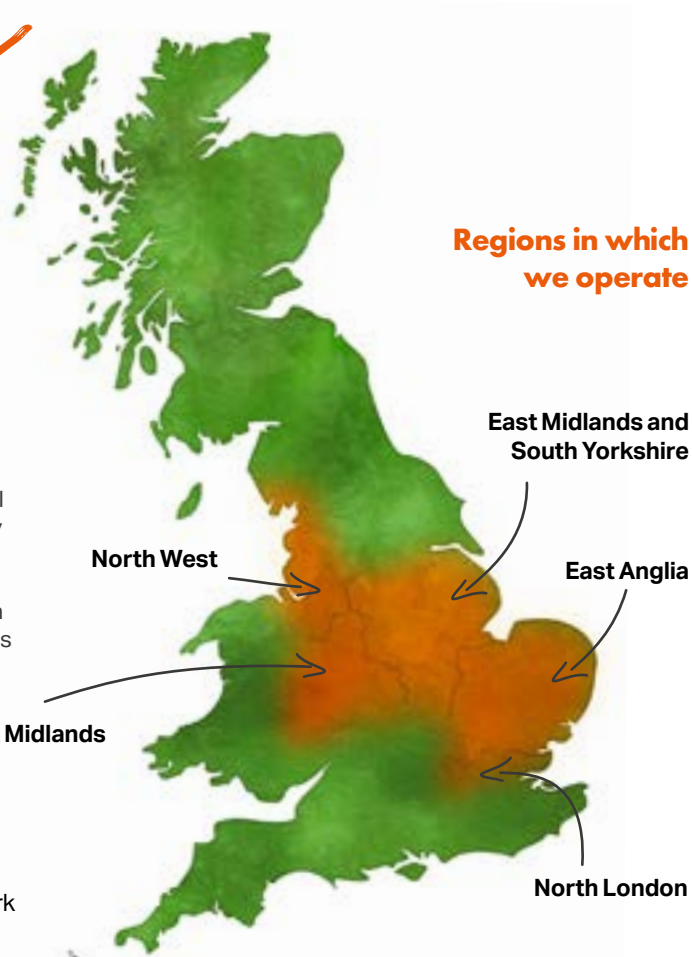 Regions in which
we operate
East Midlands and
South Yorkshire
North West
East Anglia
Midlands
North London